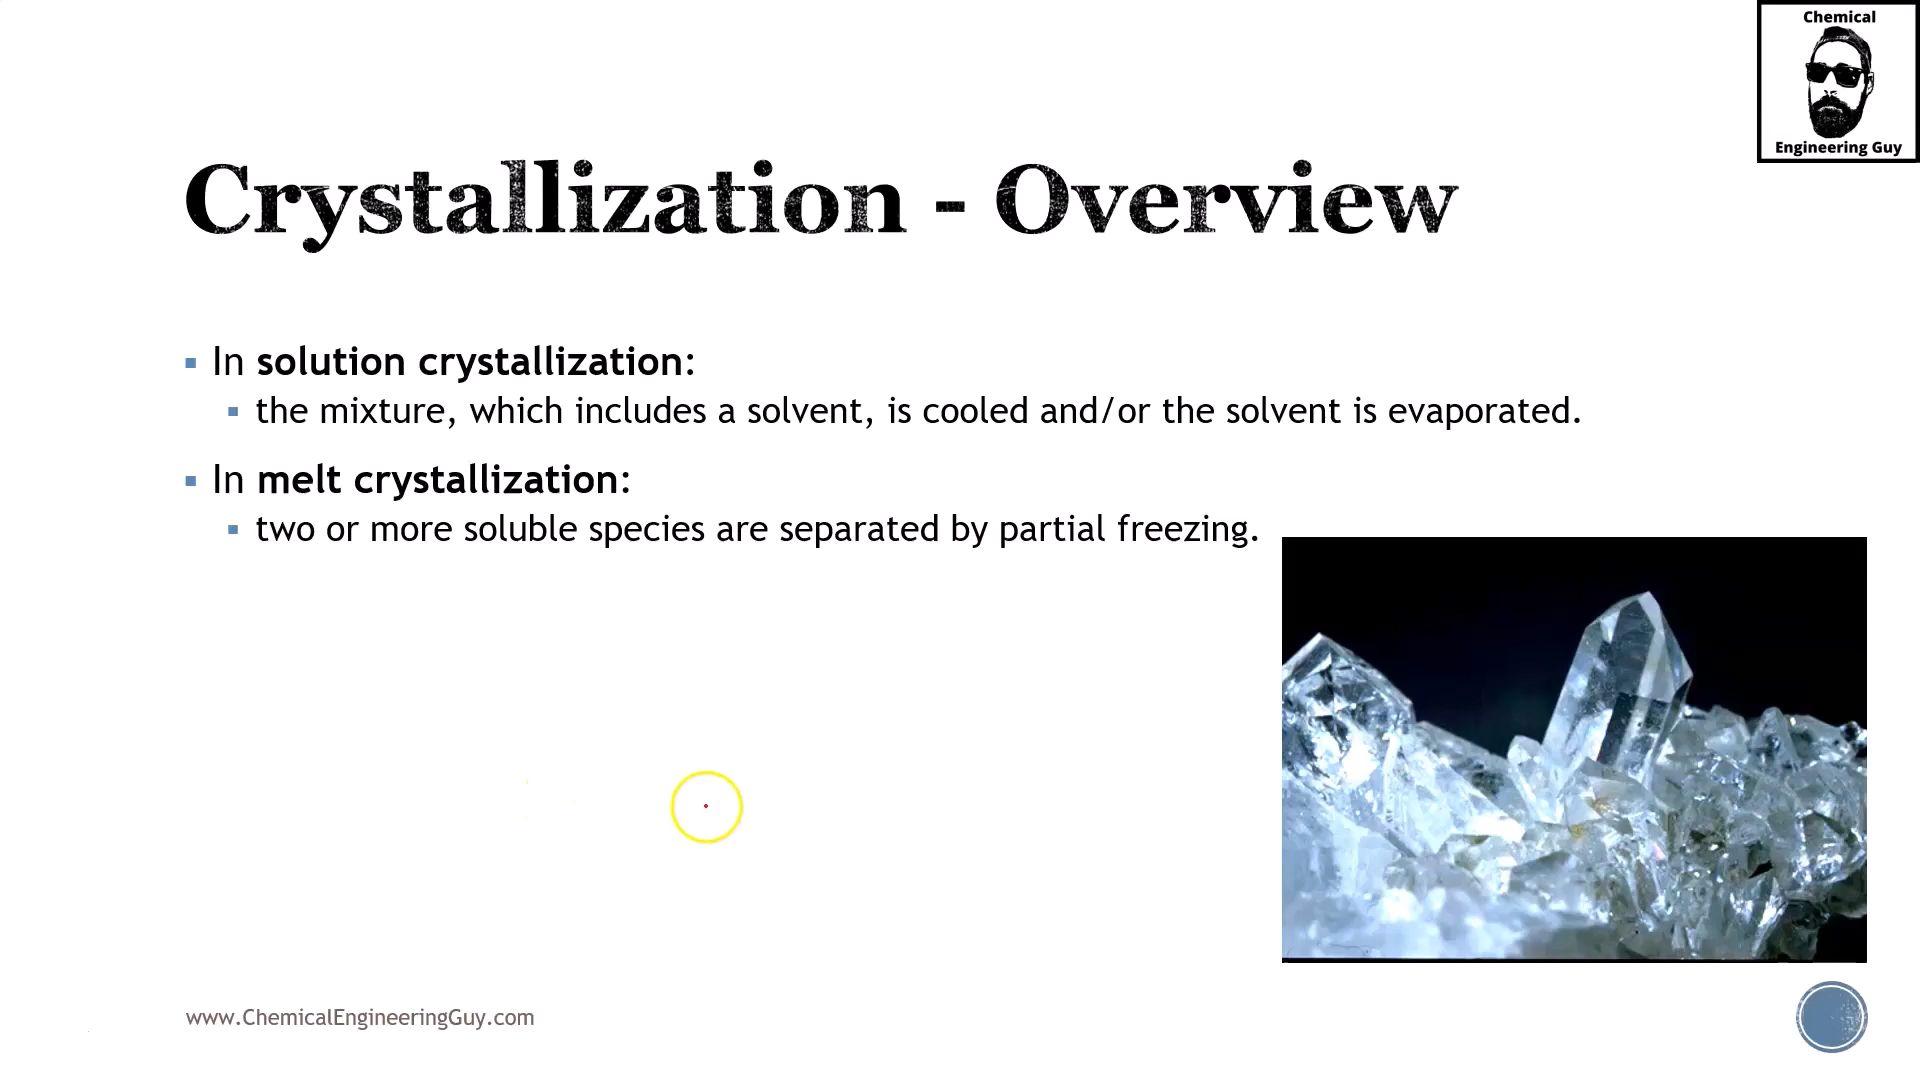 Chemical
Engineering Guy
Crystallization - Overview
In solution crystallization:
the mixture, which includes a solvent, is cooled and/or the solvent is evaporated.
In melt crystallization:
two or more soluble species are separated by partial freezing.
www.ChemicalEngineeringGuy.com